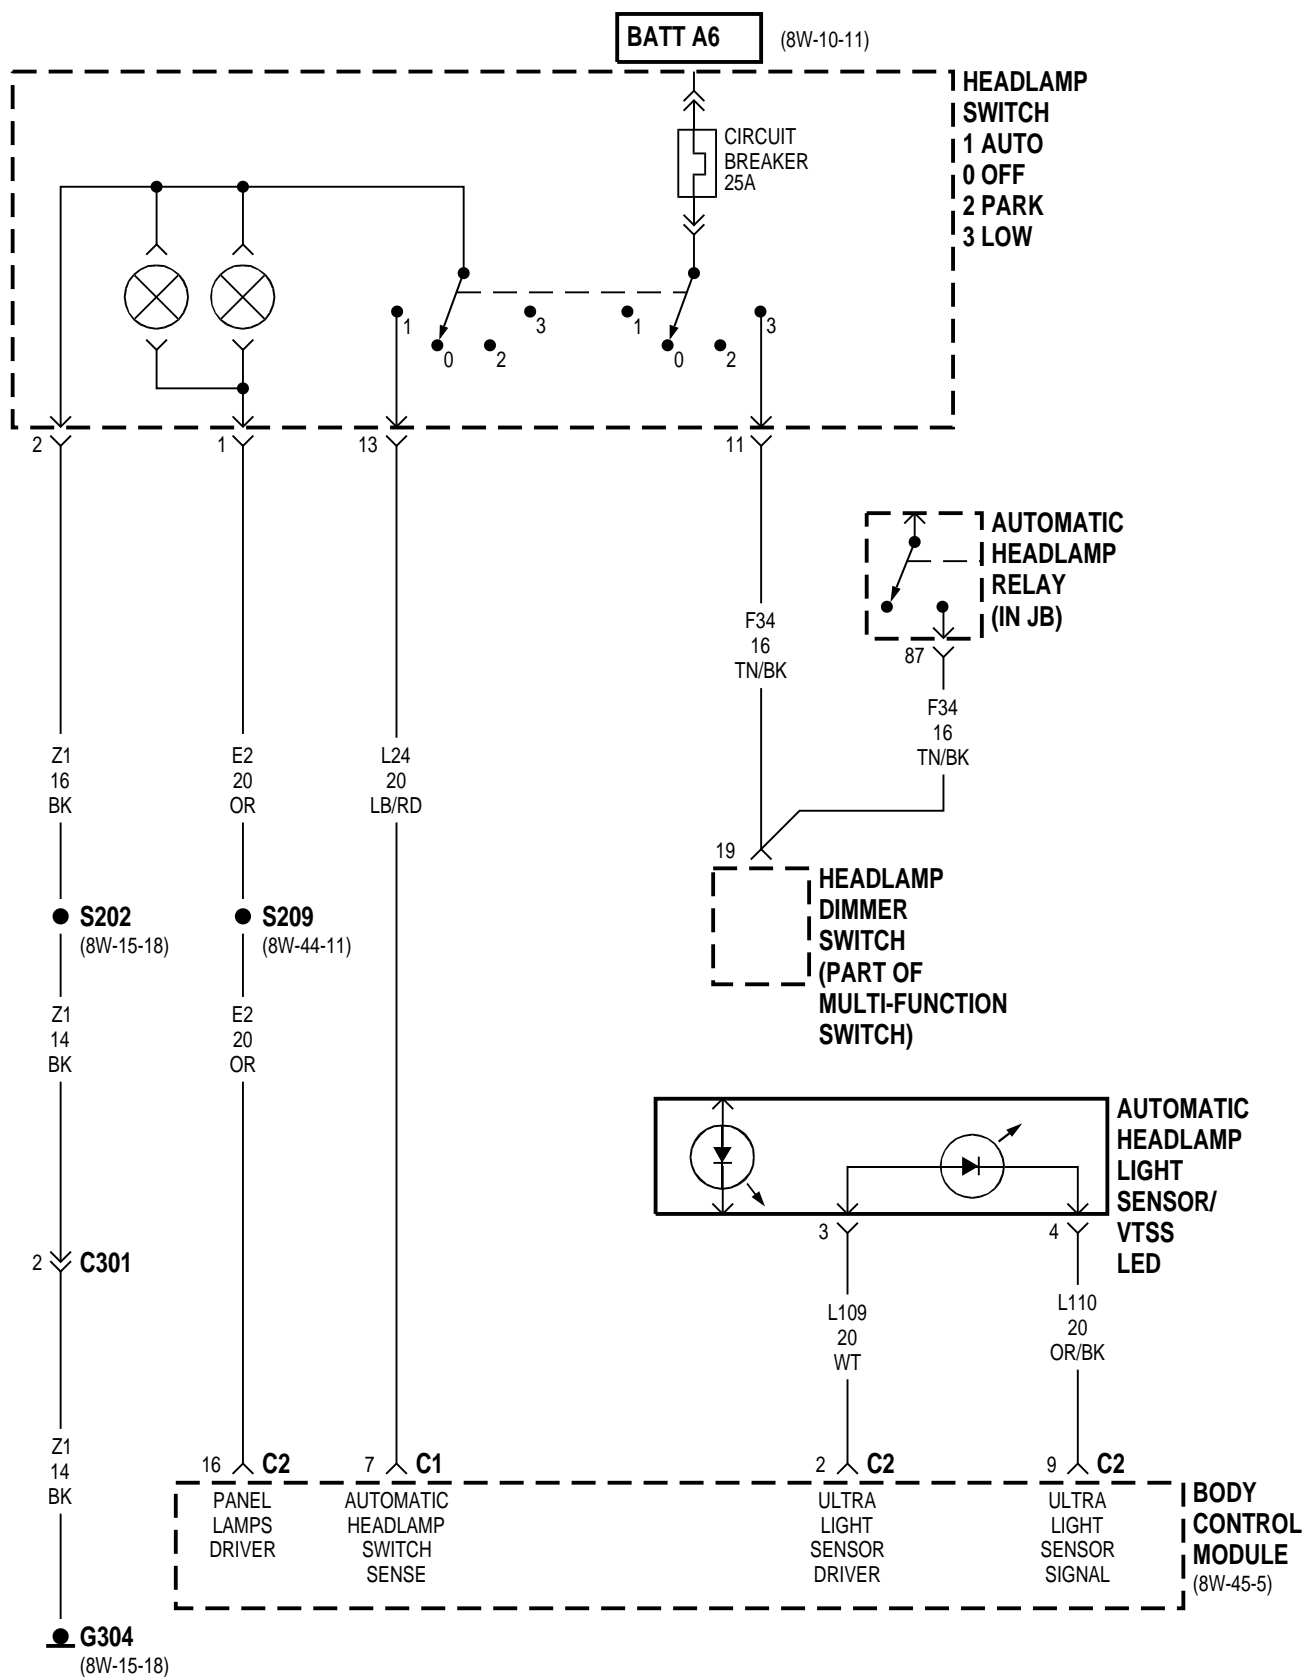 BATT A6
(8W-10-11)
HEADLAMP
SWITCH
1 AUTO
0 OFF
2 PARK
3 LOW
CIRCUIT
BREAKER
25A
1
3
0
2
1
3
0
2
2
1
13
11
AUTOMATIC
HEADLAMP
RELAY
(IN JB)
87
F34
16
TN/BK
F34
16
TN/BK
Z1
16
BK
E2
20
OR
L24
20
LB/RD
19
HEADLAMP
DIMMER
SWITCH
(PART OF
MULTI-FUNCTION
SWITCH)
S202
(8W-15-18)
S209
(8W-44-11)
Z1
14
BK
E2
20
OR
AUTOMATIC
HEADLAMP
LIGHT
SENSOR/
VTSS
LED
3
4
2
C301
L109
20
WT
L110
20
OR/BK
Z1
14
BK
16
C2
7
C1
2
C2
9
C2
PANEL
LAMPS
DRIVER
AUTOMATIC
HEADLAMP
SWITCH
SENSE
ULTRA
LIGHT
SENSOR
DRIVER
ULTRA
LIGHT
SENSOR
SIGNAL
BODY
CONTROL
MODULE
(8W-45-5)
G304
(8W-15-18)